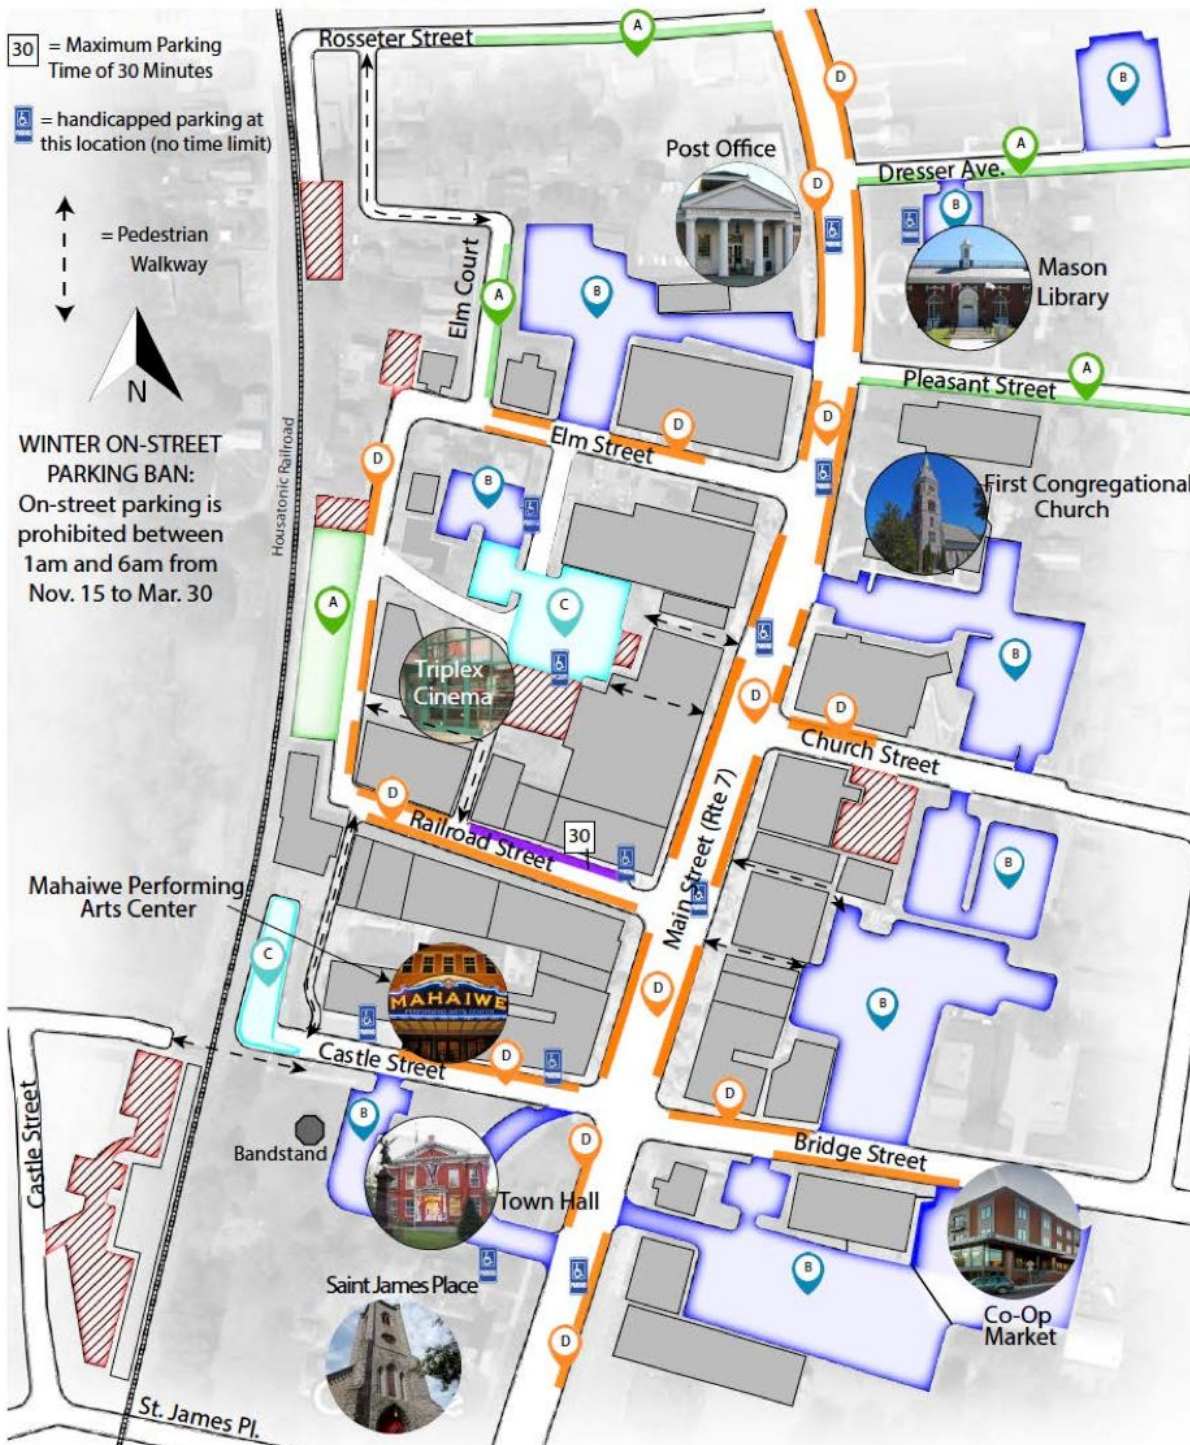 Rosseter Street
A
30 = Maximum Parking
Time of 30 Minutes
= handicapped parking at
this location (no time limit)
D
B
Post Office
Dresser Ave.
A
D
B
= Pedestrian
Walkway
Elm Court
A
B
Mason
Library
N
Pleasant Street
A
WINTER ON-STREET
PARKING BAN:
On-street parking is
prohibited between
1am and 6am from
Nov. 15 to Mar. 30
Housatonic Railroad
D
Elm Street
D
D
B
First Congregational
Church
A
C
Triplex
Cinema
B
D
D
Church Street
D
Railroad Street
30
Main Street (Rte 7)
B
Mahaiwe Performing
Arts Center
C
MAHAIWE
PERFORMING ARTS CENTER
D
B
Castle Street
D
Castle Street
B
Bandstand
D
Bridge Street
D
Town Hall
B
Saint James Place
Co-Op
Market
D
St. James Pl.